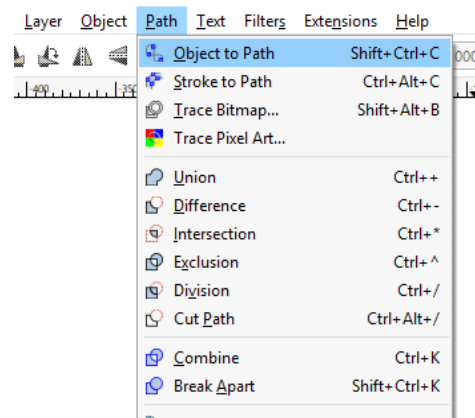 Layer Object Path Text Filters Extensions Help
Object to Path Shift+Ctrl+C
Stroke to Path Ctrl+Alt+C
-400
Trace Bitmap... Shift+Alt+B
Trace Pixel Art...
Union Ctrl++
Difference Ctrl+-
Intersection Ctrl+*
Exclusion Ctrl+^
Division Ctrl+/
Cut Path Ctrl+Alt+/
Combine Ctrl+K
Break Apart Shift+Ctrl+K